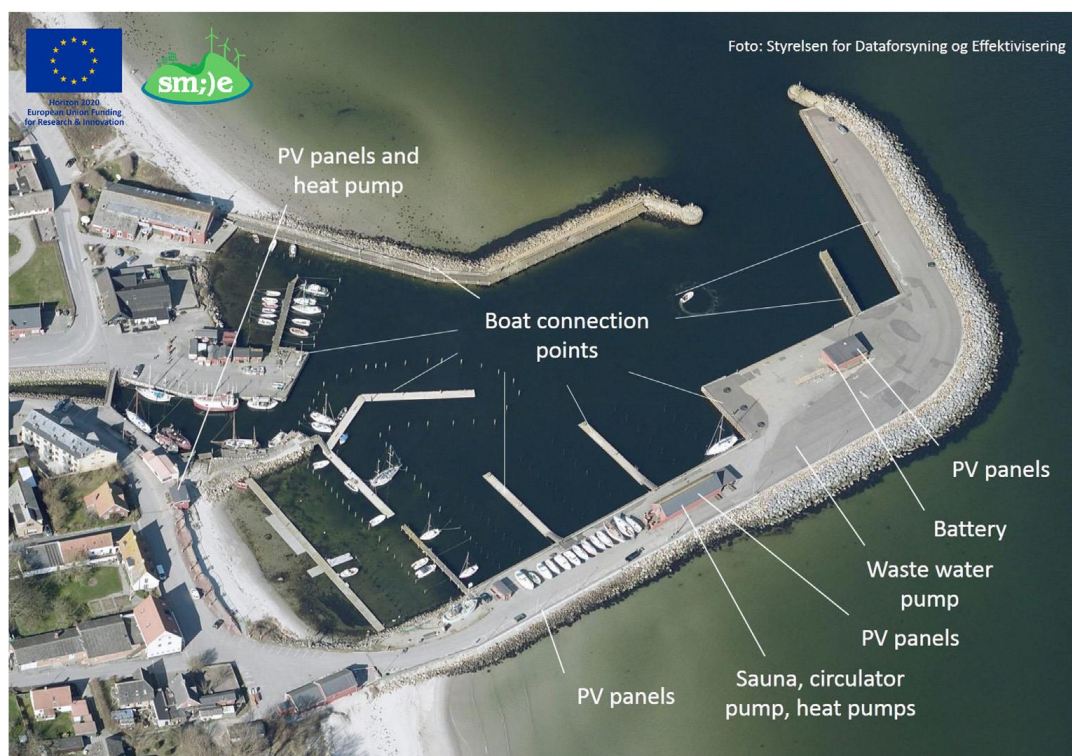 Horizon 2020
European Union Funding
for Research & Innovation
sm;)e
Foto: Styrelsen for Dataforsyning og Effektivisering
PV panels and
heat pump
Boat connection
points
PV panels
Battery
Waste water
pump
PV panels
Sauna, circulator
pump, heat pumps
PV panels